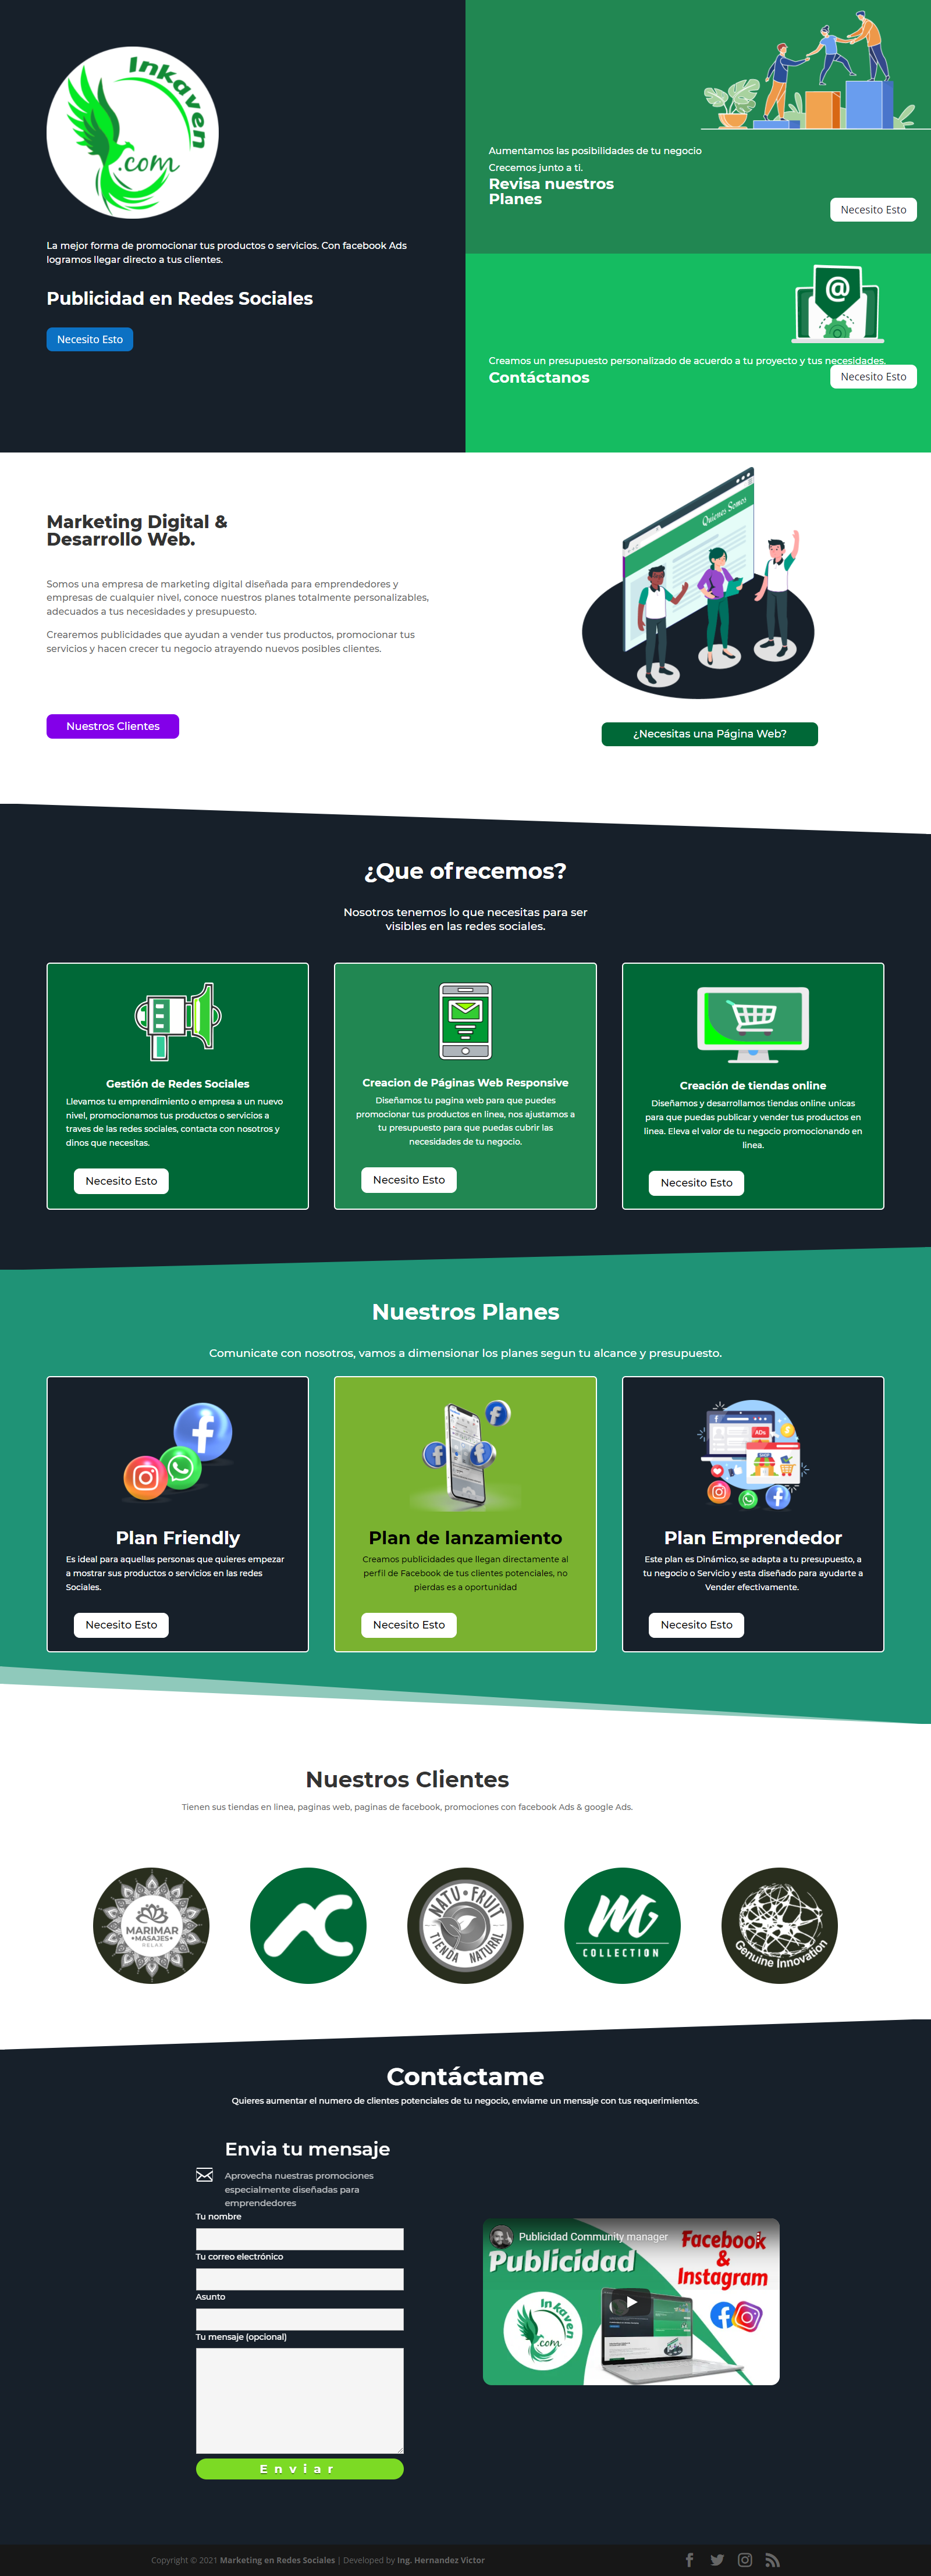 Inkaven
.com
La mejor forma de promocionar tus productos o servicios. Con facebook Ads
logramos llegar directo a tus clientes.
Publicidad en Redes Sociales
Necesito Esto
Aumentamos las posibilidades de tu negocio
Crecemos junto a ti.
Revisa nuestros
Planes
Necesito Esto
@
Creamos un presupuesto personalizado de acuerdo a tu proyecto y tus necesidades.
Contáctanos
Necesito Esto
Marketing Digital &
Desarrollo Web.
Somos una empresa de marketing digital diseñada para emprendedores y
empresas de cualquier nivel, conoce nuestros planes totalmente personalizables,
adecuados a tus necesidades y presupuesto.
Crearemos publicidades que ayudan a vender tus productos, promocionar tus
servicios y hacen crecer tu negocio atrayendo nuevos posibles clientes.
Nuestros Clientes
Quienes Somos
¿Necesitas una Página Web?
¿Que ofrecemos?
Nosotros tenemos lo que necesitas para ser
visibles en las redes sociales.
Gestión de Redes Sociales
Llevamos tu emprendimiento o empresa a un nuevo
nivel, promocionamos tus productos o servicios a
traves de las redes sociales, contacta con nosotros y
dinos que necesitas.
Necesito Esto
Creacion de Páginas Web Responsive
Diseñamos tu pagina web para que puedes
promocionar tus productos en linea, nos ajustamos a
tu presupuesto para que puedas cubrir las
necesidades de tu negocio.
Necesito Esto
Creación de tiendas online
Diseñamos y desarrollamos tiendas online unicas
para que puedas publicar y vender tus productos en
linea. Eleva el valor de tu negocio promocionando en
linea.
Necesito Esto
Nuestros Planes
Comunicate con nosotros, vamos a dimensionar los planes segun tu alcance y presupuesto.
Plan Friendly
Es ideal para aquellas personas que quieres empezar
a mostrar sus productos o servicios en las redes
Sociales.
Necesito Esto
Plan de lanzamiento
Creamos publicidades que llegan directamente al
perfil de Facebook de tus clientes potenciales, no
pierdas es a oportunidad
Necesito Esto
ADs
SHOP
Plan Emprendedor
Este plan es Dinámico, se adapta a tu presupuesto, a
tu negocio o Servicio y esta diseñado para ayudarte a
Vender efectivamente.
Necesito Esto
Nuestros Clientes
Tienen sus tiendas en linea, paginas web, paginas de facebook, promociones con facebook Ads & google Ads.
MARIMAR
MASAJES
RELAX
NATU • FRUIT
TIENDA NATURAL
M
COLLECTION
Genuine Innovation
Contáctame
Quieres aumentar el numero de clientes potenciales de tu negocio, enviame un mensaje con tus requerimientos.
Envia tu mensaje
Aprovecha nuestras promociones
especialmente diseñadas para
emprendedores
Tu nombre
Tu correo electrónico
Asunto
Tu mensaje (opcional)
Enviar
Publicidad Community manager
Publicidad
Facebook
&
Instagram
Inkaven
.com
Copyright © 2021 Marketing en Redes Sociales | Developed by Ing. Hernandez Victor